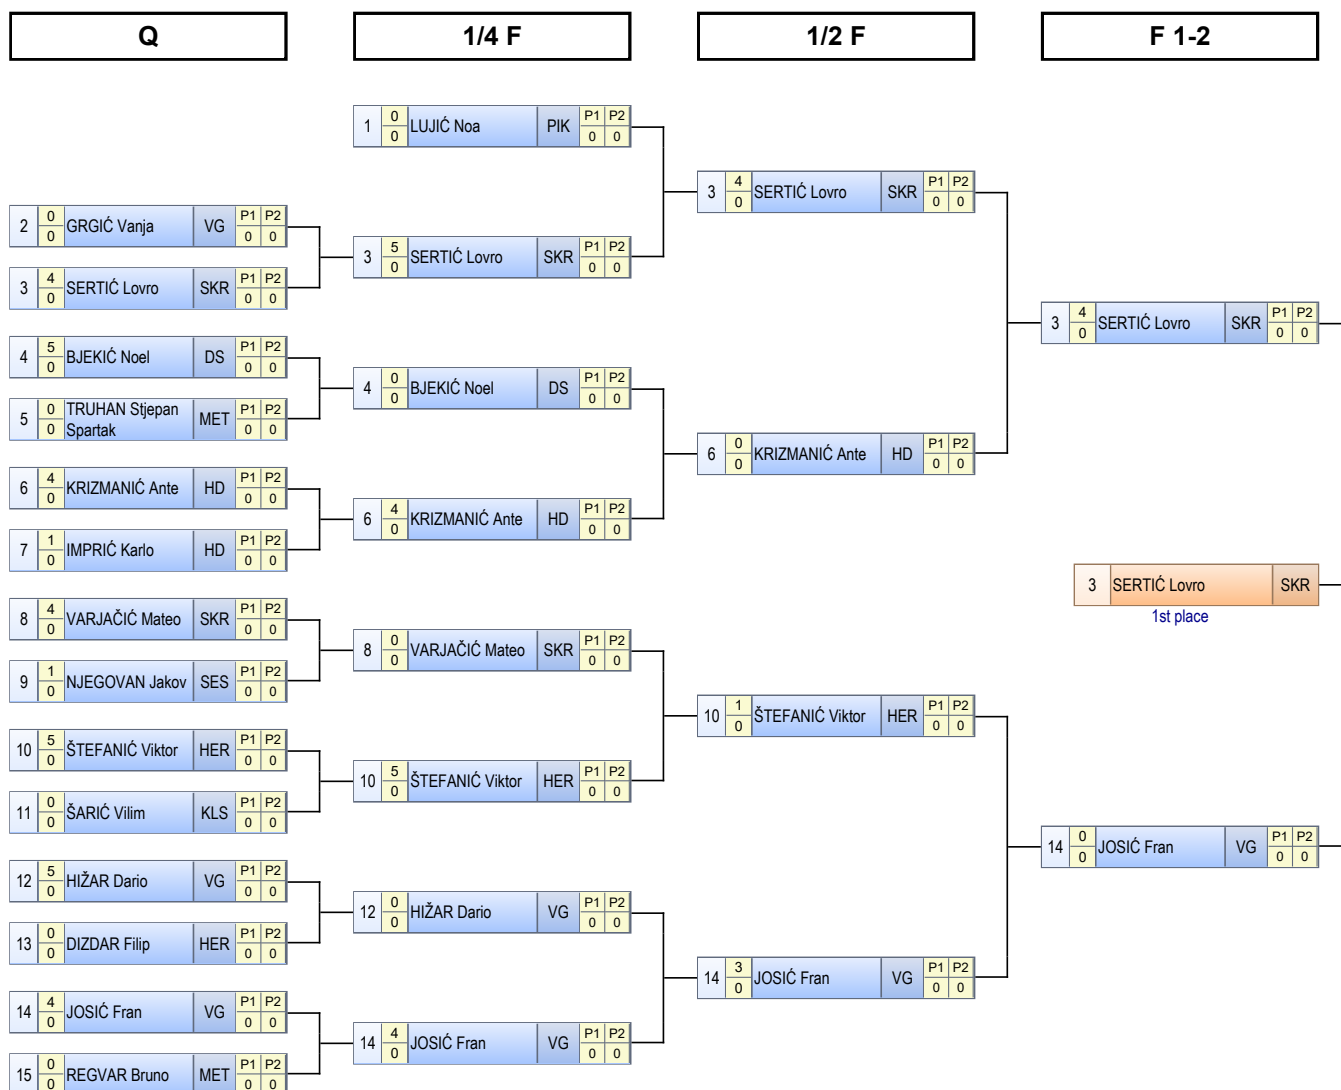 Q
1/4 F
1/2 F
F 1-2
1 0 0 LUJIĆ Noa PIK P1 P2 0 0
2 0 0 GRGIĆ Vanja VG P1 P2 0 0
3 4 0 SERTIĆ Lovro SKR P1 P2 0 0
4 5 0 BJEKIĆ Noel DS P1 P2 0 0
5 0 0 TRUHAN Stjepan MET P1 P2 0 0
Spartak
6 4 0 KRIZMANIĆ Ante HD P1 P2 0 0
7 1 0 IMPRIĆ Karlo HD P1 P2 0 0
8 4 0 VARJAČIĆ Mateo SKR P1 P2 0 0
9 1 0 NJEGOVAN Jakov SES P1 P2 0 0
10 5 0 ŠTEFANIĆ Viktor HER P1 P2 0 0
11 0 0 ŠARIĆ Vilim KLS P1 P2 0 0
12 5 0 HIŽAR Dario VG P1 P2 0 0
13 0 0 DIZDAR Filip HER P1 P2 0 0
14 4 0 JOSIĆ Fran VG P1 P2 0 0
15 0 0 REGVAR Bruno MET P1 P2 0 0
3 5 0 SERTIĆ Lovro SKR P1 P2 0 0
4 0 0 BJEKIĆ Noel DS P1 P2 0 0
6 4 0 KRIZMANIĆ Ante HD P1 P2 0 0
8 0 0 VARJAČIĆ Mateo SKR P1 P2 0 0
10 5 0 ŠTEFANIĆ Viktor HER P1 P2 0 0
12 0 0 HIŽAR Dario VG P1 P2 0 0
14 4 0 JOSIĆ Fran VG P1 P2 0 0
3 4 0 SERTIĆ Lovro SKR P1 P2 0 0
6 0 0 KRIZMANIĆ Ante HD P1 P2 0 0
10 1 0 ŠTEFANIĆ Viktor HER P1 P2 0 0
14 3 0 JOSIĆ Fran VG P1 P2 0 0
3 4 0 SERTIĆ Lovro SKR P1 P2 0 0
3 SERTIĆ Lovro SKR
1st place
14 0 0 JOSIĆ Fran VG P1 P2 0 0